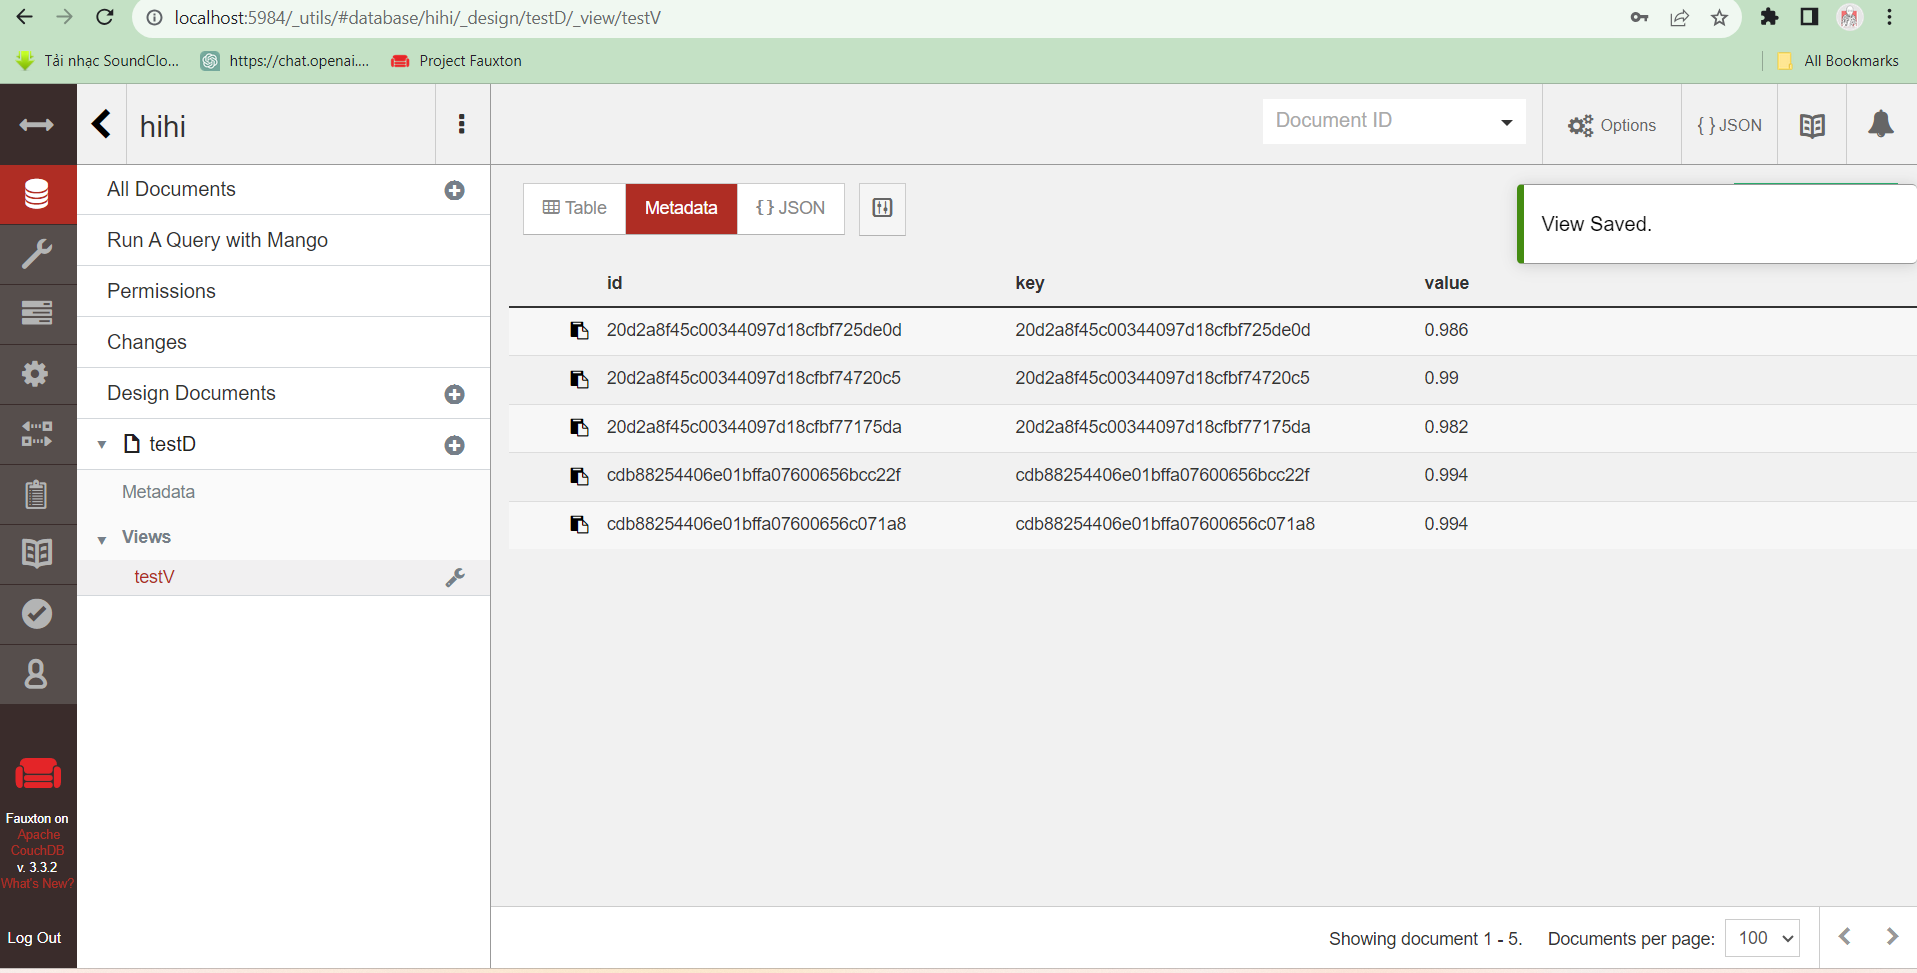 localhost:5984/_utils/#database/hihi/_design/testD/_view/testV
Tải nhạc SoundClo...
https://chat.openai....
Project Fauxton
All Bookmarks
hihi
Document ID
Options
{ } JSON
All Documents
Run A Query with Mango
Permissions
Changes
Design Documents
testD
Metadata
Views
testV
Table
Metadata
{ } JSON
View Saved.
id key value
20d2a8f45c00344097d18cfbf725de0d 20d2a8f45c00344097d18cfbf725de0d 0.986
20d2a8f45c00344097d18cfbf74720c5 20d2a8f45c00344097d18cfbf74720c5 0.99
20d2a8f45c00344097d18cfbf77175da 20d2a8f45c00344097d18cfbf77175da 0.982
cdb88254406e01bffa07600656bcc22f cdb88254406e01bffa07600656bcc22f 0.994
cdb88254406e01bffa07600656c071a8 cdb88254406e01bffa07600656c071a8 0.994
Fauxton on
Apache
CouchDB
v. 3.3.2
What's New?
Log Out
Showing document 1 - 5.
Documents per page:
100